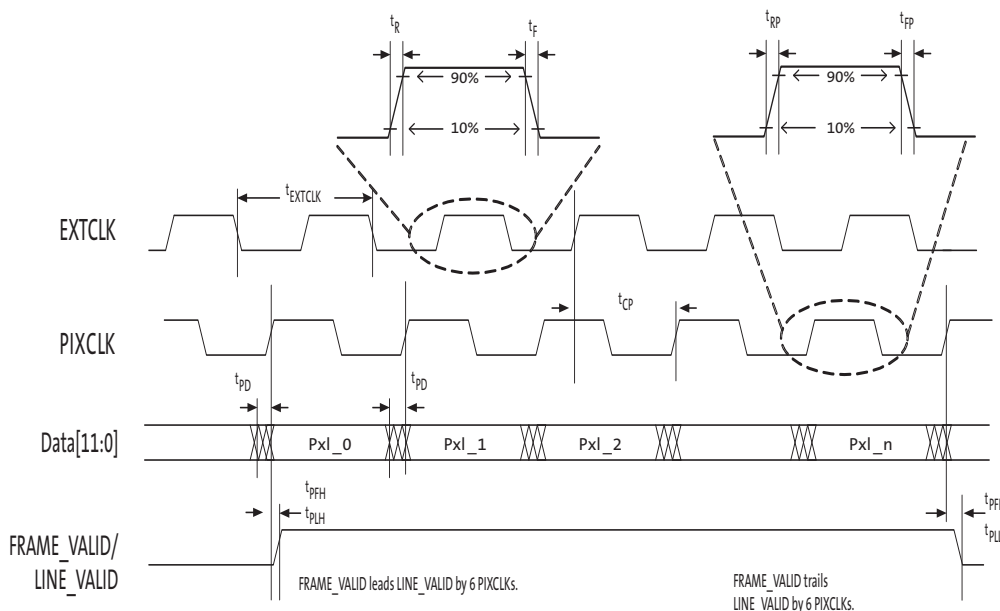 tR tF tRP tFP
90% 90%
10% 10%
tEXTCLK
EXTCLK
tCP
PIXCLK
tPD tPD
Data[11:0] Pxl_0 Pxl_1 Pxl_2 Pxl_n
tPFH
tPLH
FRAME_VALID/
LINE_VALID
FRAME_VALID leads LINE_VALID by 6 PIXCLKs.
FRAME_VALID trails
LINE_VALID by 6 PIXCLKs.